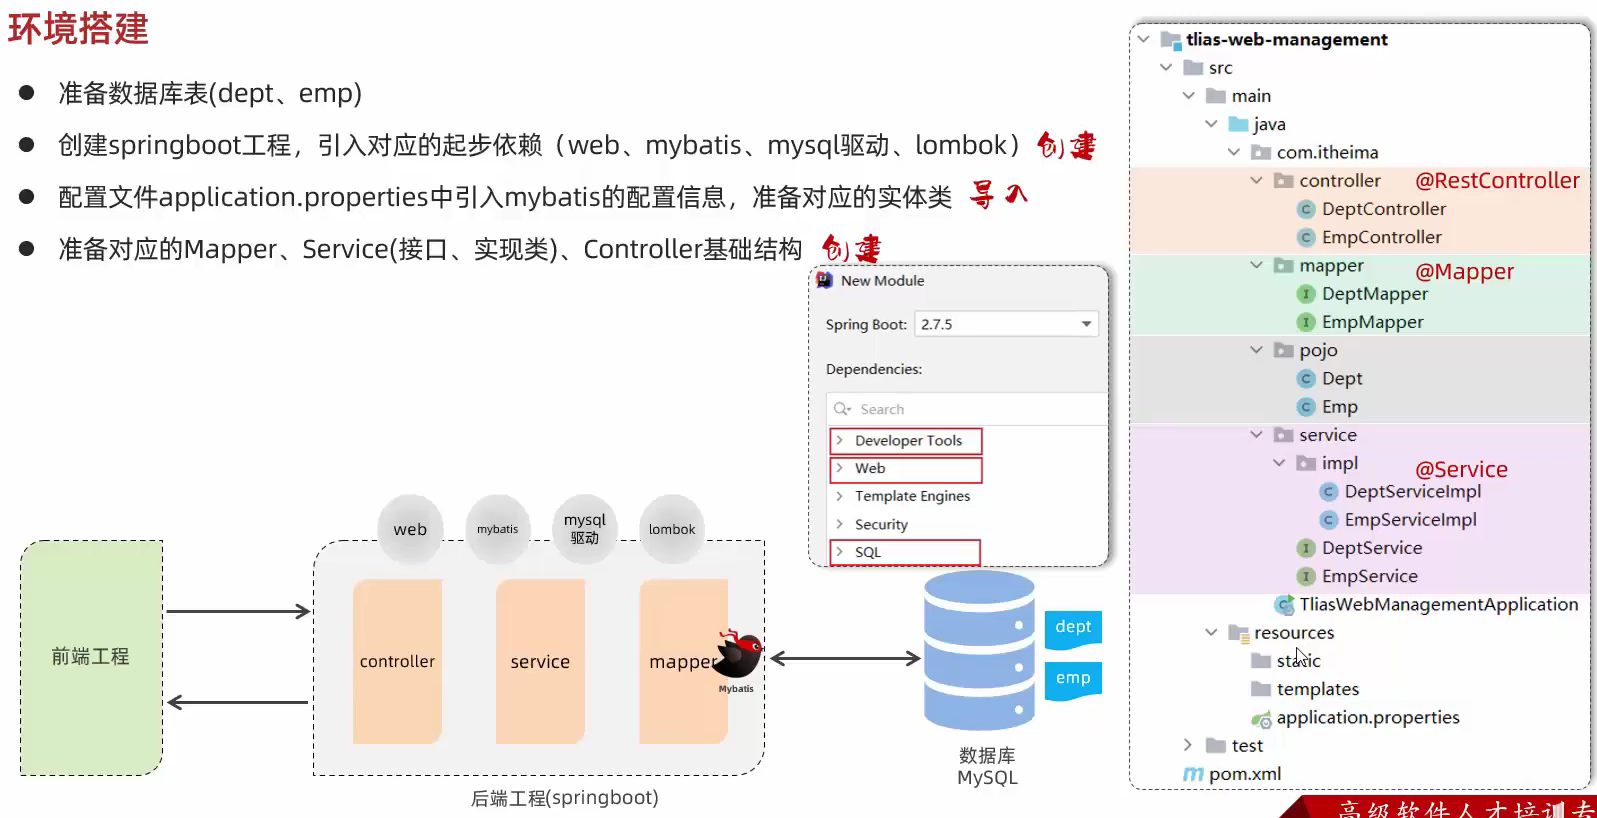 环境搭建
准备数据库表(dept、emp)
创建springboot工程，引入对应的起步依赖（web、mybatis、mysql驱动、lombok） 创建
配置文件application.properties中引入mybatis的配置信息，准备对应的实体类 导入
准备对应的Mapper、Service(接口、实现类)、Controller基础结构 创建
New Module
Spring Boot: 2.7.5
Dependencies:
Search
Developer Tools
Web
Template Engines
Security
SQL
web
mybatis
mysql
驱动
lombok
前端工程
controller
service
mapper
Mybatis
后端工程(springboot)
dept
emp
数据库
MySQL
tlias-web-management
src
main
java
com.itheima
controller @RestController
DeptController
EmpController
mapper @Mapper
DeptMapper
EmpMapper
pojo
Dept
Emp
service
impl @Service
DeptServiceImpl
EmpServiceImpl
DeptService
EmpService
TliasWebManagementApplication
resources
static
templates
application.properties
test
pom.xml
高级软件人才培训专